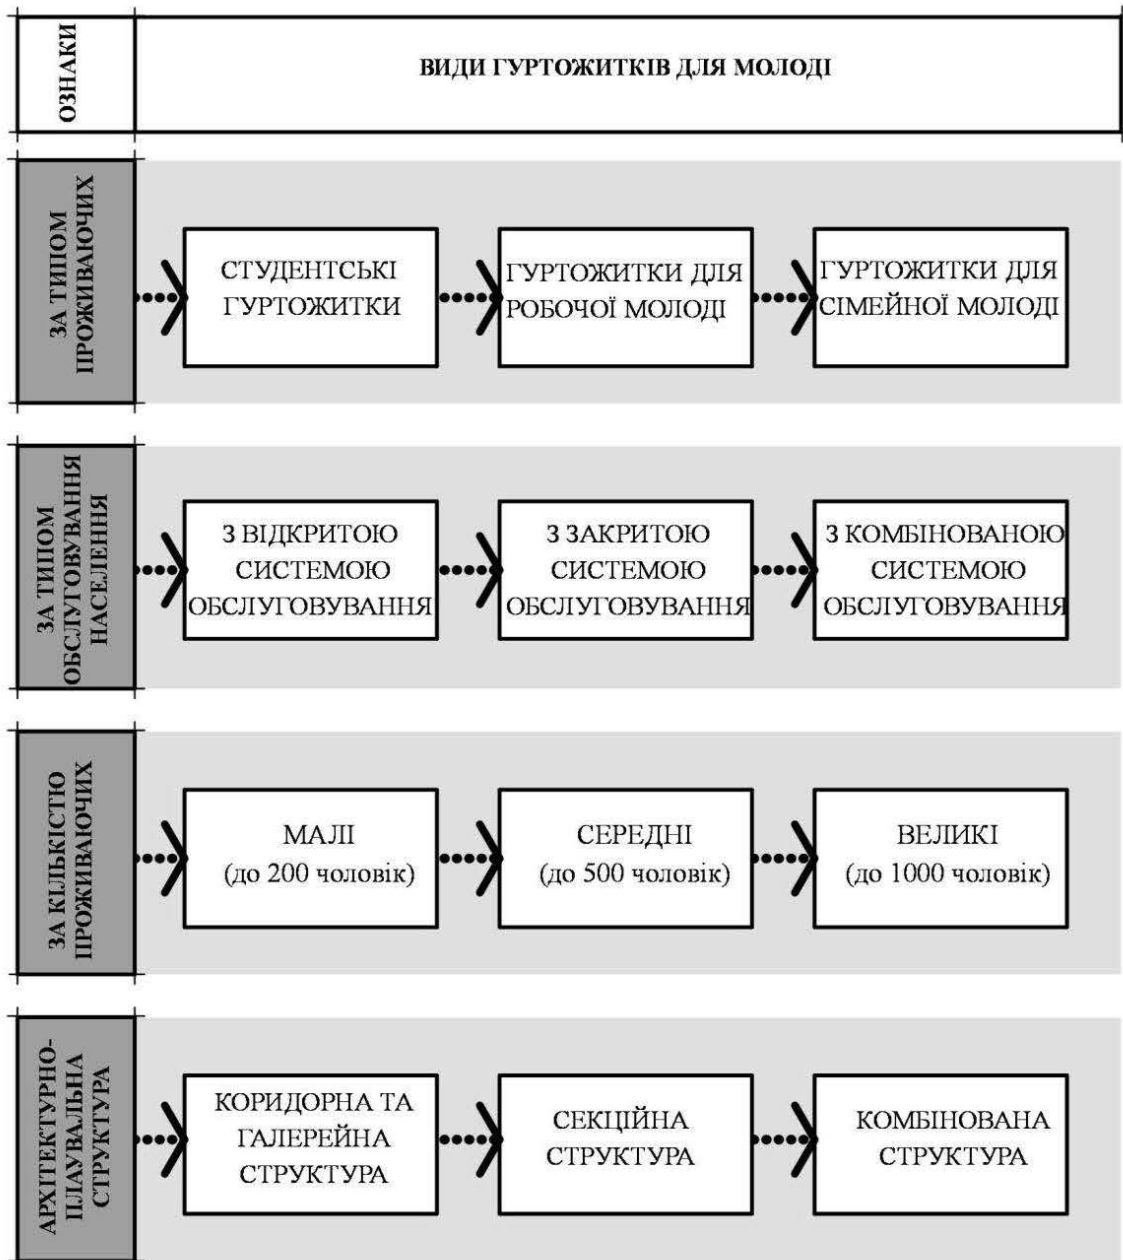 ОЗНАКИ
ВИДИ ГУРТОЖИТКІВ ДЛЯ МОЛОДІ
ЗА ТИПОМ
ПРОЖИВАЮЧИХ
СТУДЕНТСЬКІ
ГУРТОЖИТКИ
ГУРТОЖИТКИ ДЛЯ
РОБОЧОЇ МОЛОДІ
ГУРТОЖИТКИ ДЛЯ
СІМЕЙНОЇ МОЛОДІ
ЗА ТИПОМ
ОБСЛУГОВУВАННЯ
НАСЕЛЕННЯ
З ВІДКРИТОЮ
СИСТЕМОЮ
ОБСЛУГОВУВАННЯ
З ЗАКРИТОЮ
СИСТЕМОЮ
ОБСЛУГОВУВАННЯ
З КОМБІНОВАНОЮ
СИСТЕМОЮ
ОБСЛУГОВУВАННЯ
ЗА КІЛЬКІСТЮ
ПРОЖИВАЮЧИХ
МАЛІ
(до 200 чоловік)
СЕРЕДНІ
(до 500 чоловік)
ВЕЛИКІ
(до 1000 чоловік)
АРХІТЕКТУРНО-
ПЛАУВАЛЬНА
СТРУКТУРА
КОРИДОРНА ТА
ГАЛЕРЕЙНА
СТРУКТУРА
СЕКЦІЙНА
СТРУКТУРА
КОМБІНОВАНА
СТРУКТУРА